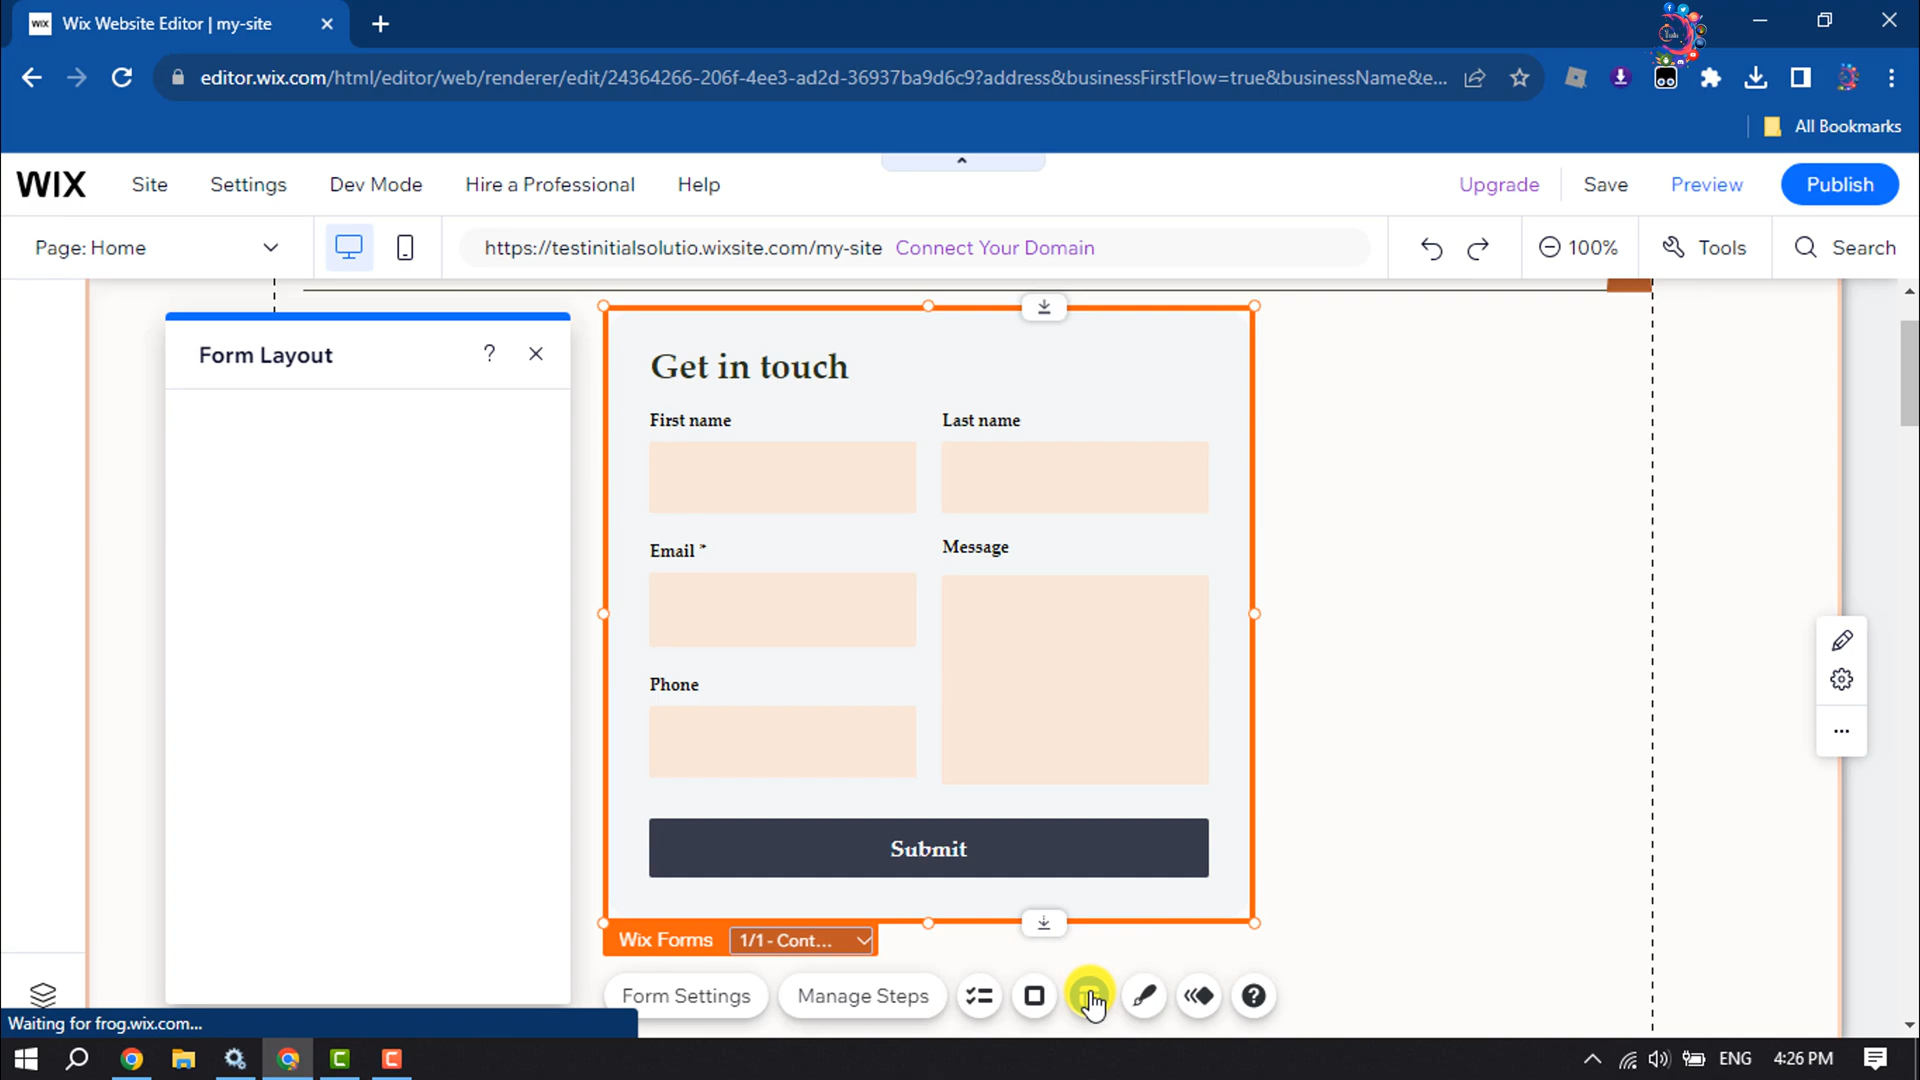 WIX Wix Website Editor | my-site
editor.wix.com/html/editor/web/renderer/edit/24364266-206f-4ee3-ad2d-36937ba9d6c9?address&businessFirstFlow=true&businessName&e...
All Bookmarks
WIX Site Settings Dev Mode Hire a Professional Help Upgrade Save Preview Publish
Page: Home https://testinitialsolutio.wixsite.com/my-site Connect Your Domain 100% Tools Search
Form Layout ?
Get in touch
First name Last name
Email * Message
Phone
Submit
Wix Forms 1/1 - Cont...
Form Settings Manage Steps ?
Waiting for frog.wix.com...
ENG 4:26 PM